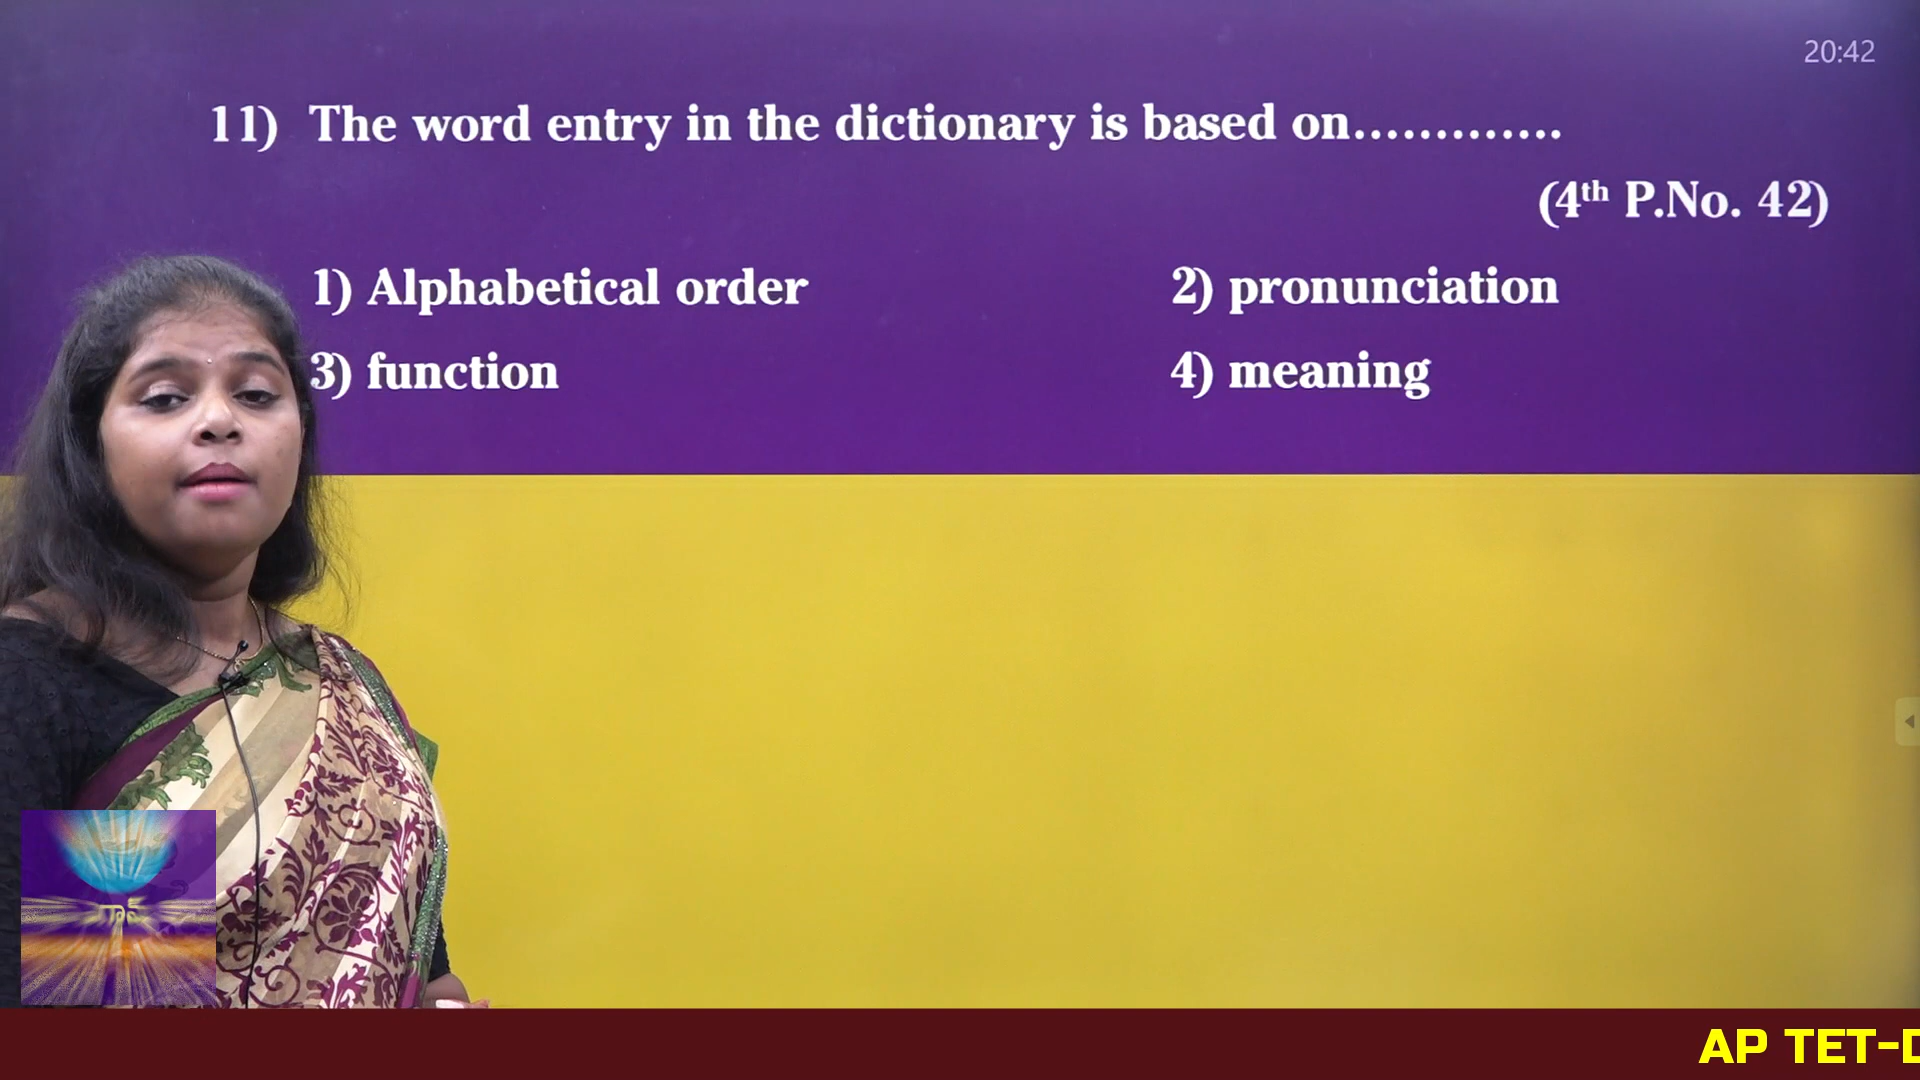 20:42
11) The word entry in the dictionary is based on.............
(4th P.No. 42)
1) Alphabetical order
2) pronunciation
3) function
4) meaning
AP TET-D